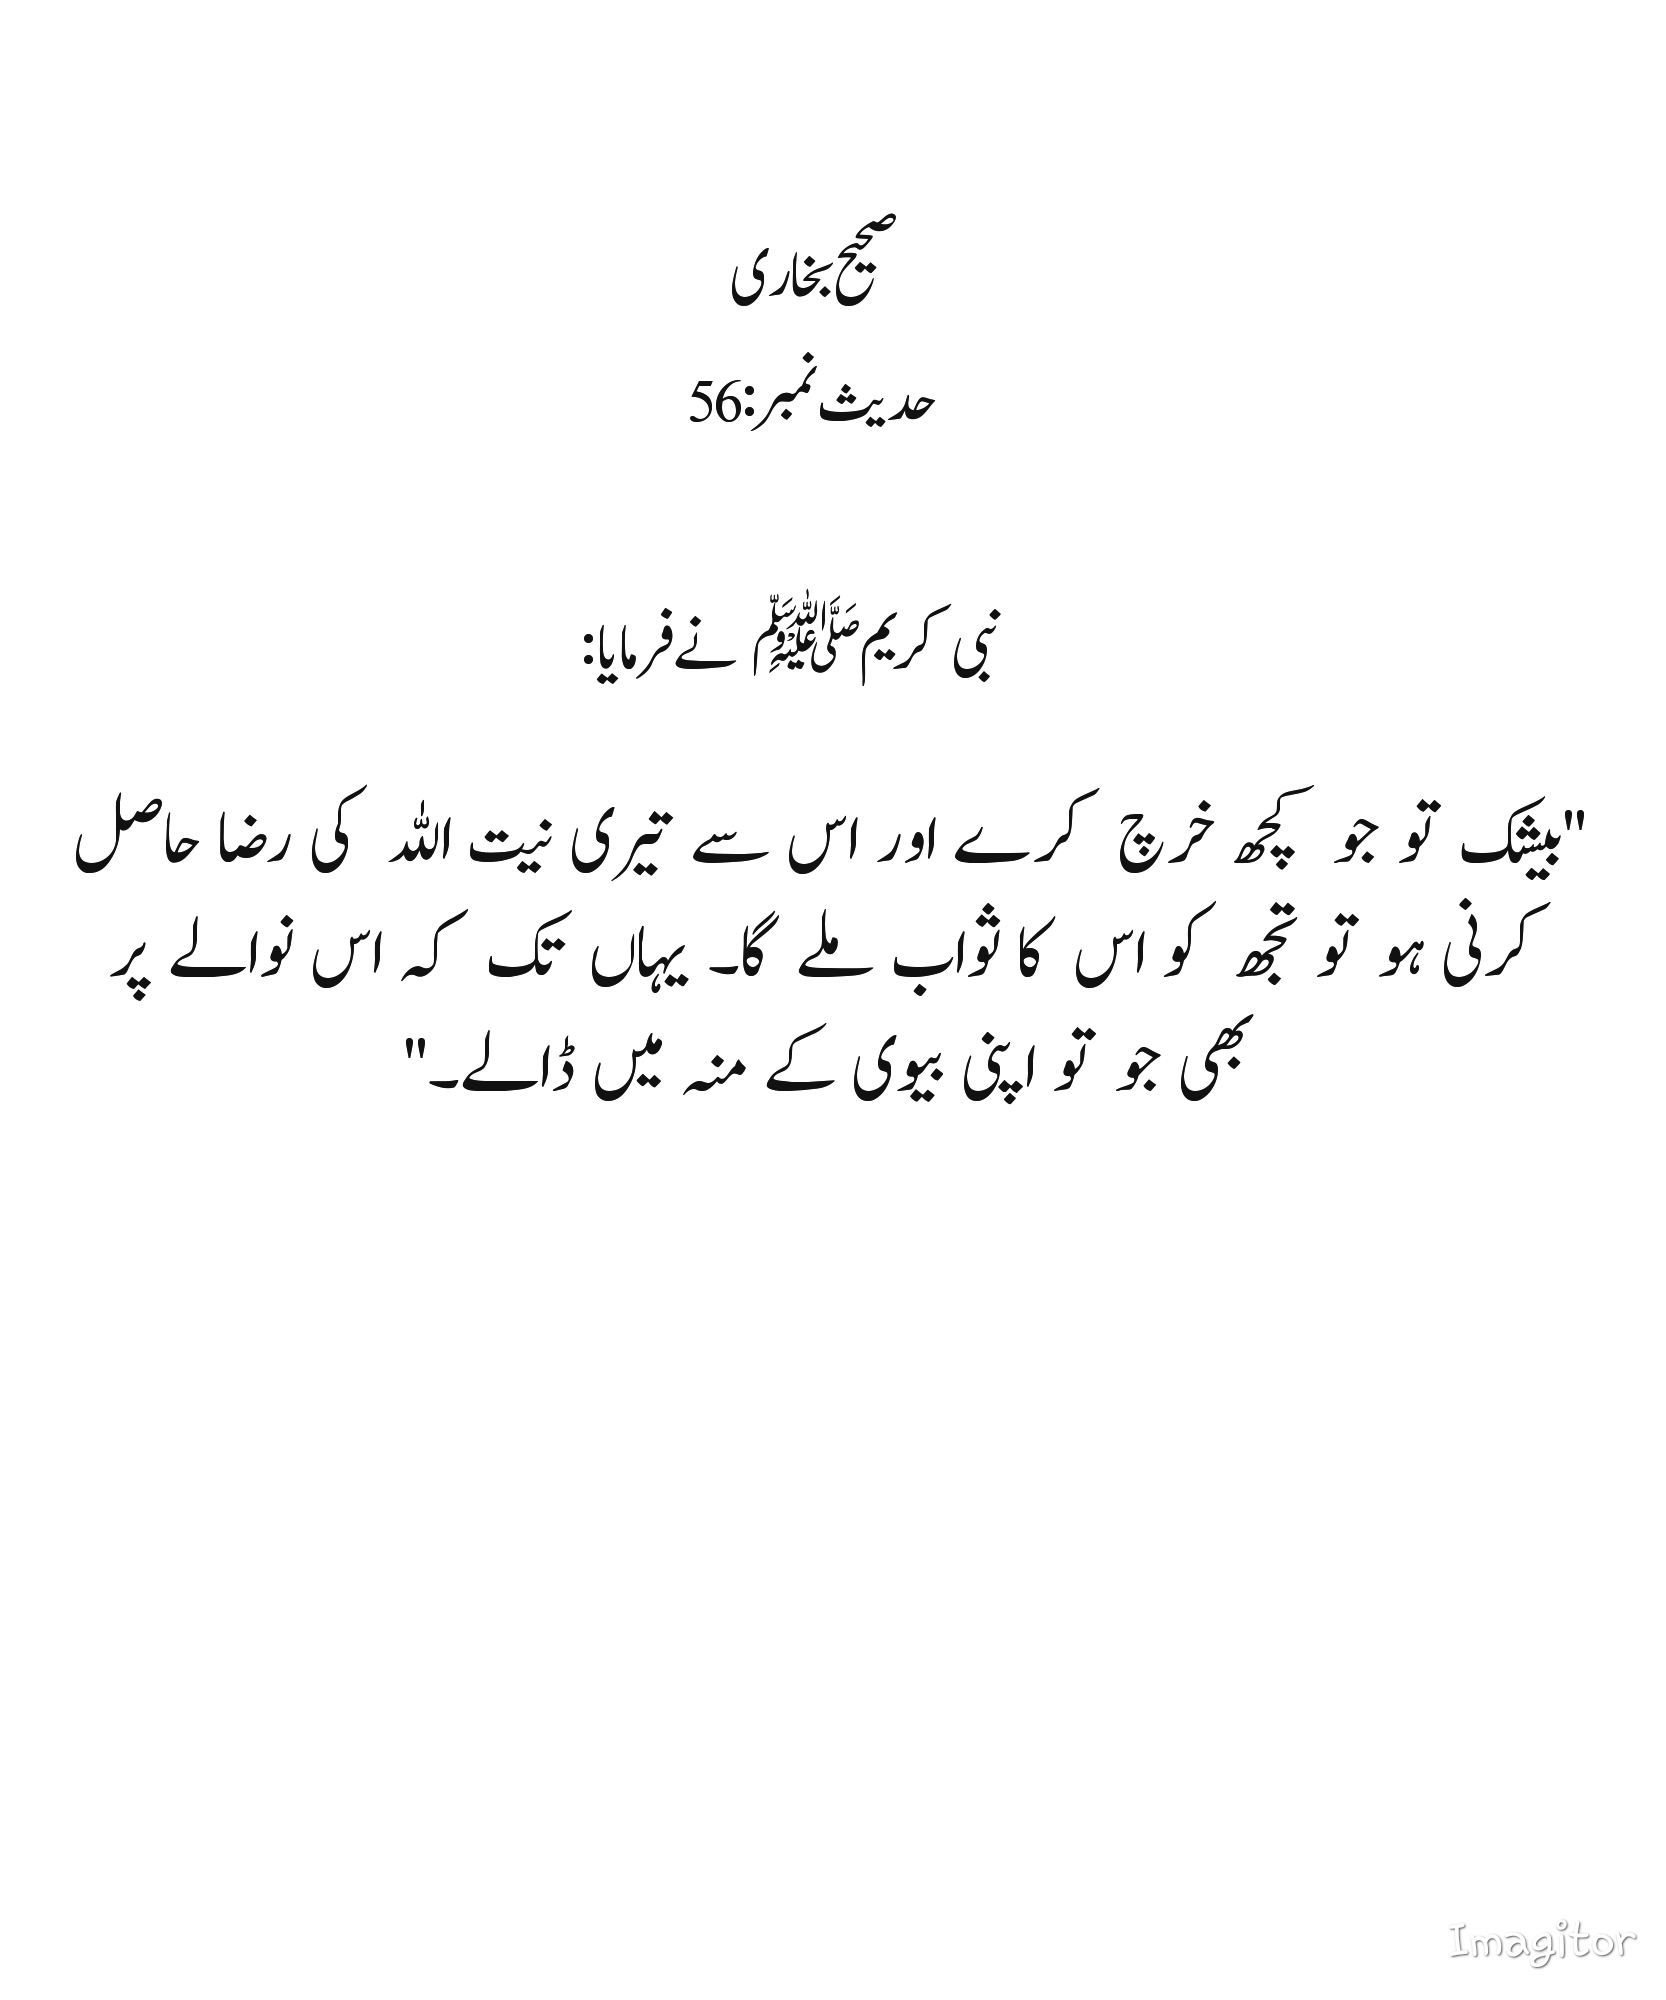 صحیح بخاری
حدیث نمبر:56
نبی کریمﷺ نے فرمایا:
"بیشک تو جو کچھ خرچ کرے اور اس سے تیری نیت اللہ کی رضا حاصل
کرنی ہو تو تجھ کو اس کا ثواب ملے گا۔ یہاں تک کہ اس نوالے پر
بھی جو تو اپنی بیوی کے منہ میں ڈالے۔"
Imagitor